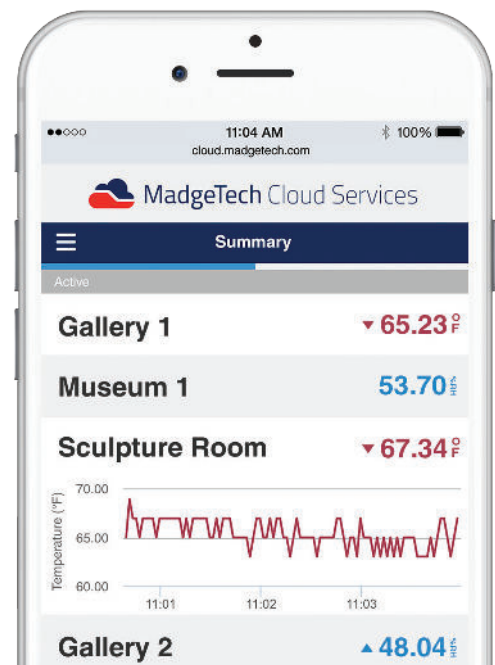 11:04 AM
100%
cloud.madgetech.com
MadgeTech Cloud Services
Summary
Active
Gallery 1
65.23 °F
Museum 1
53.70 %RH
Sculpture Room
67.34 °F
Temperature (°F)
70.00
65.00
60.00
11:01
11:02
11:03
Gallery 2
48.04 %RH